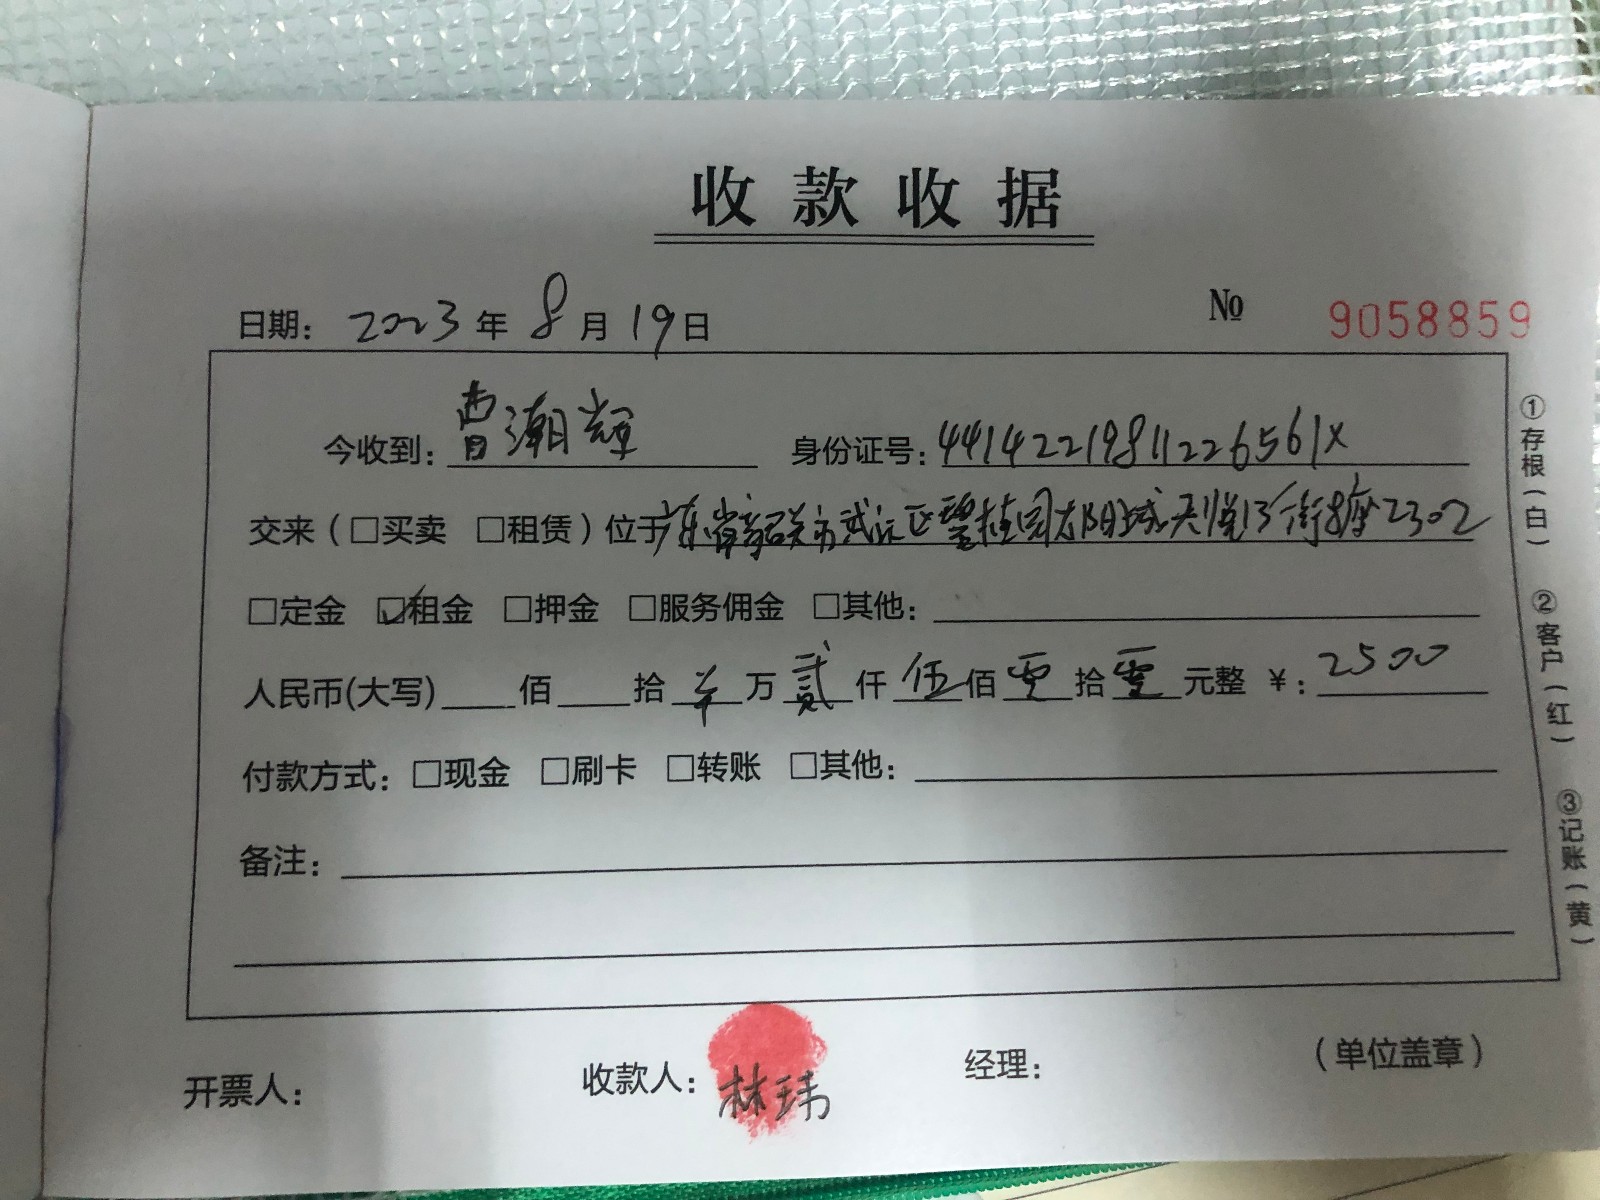 收款收据
日期: 2023年8月19日 № 9058859
今收到: 曹潮辉 身份证号: 44142219811226561X
交来(□买卖 □租赁)位于广东省韶关市武江区碧桂园太阳城天悦13街8座2302
□定金 ☑租金 □押金 □服务佣金 □其他:
人民币(大写) 佰 拾 万 贰仟 伍佰 零拾 零元整 ¥: 2500
付款方式: □现金 □刷卡 □转账 □其他:
备注:
开票人: 收款人: 林玮 经理: (单位盖章)
①存根(白) ②客户(红) ③记账(黄)